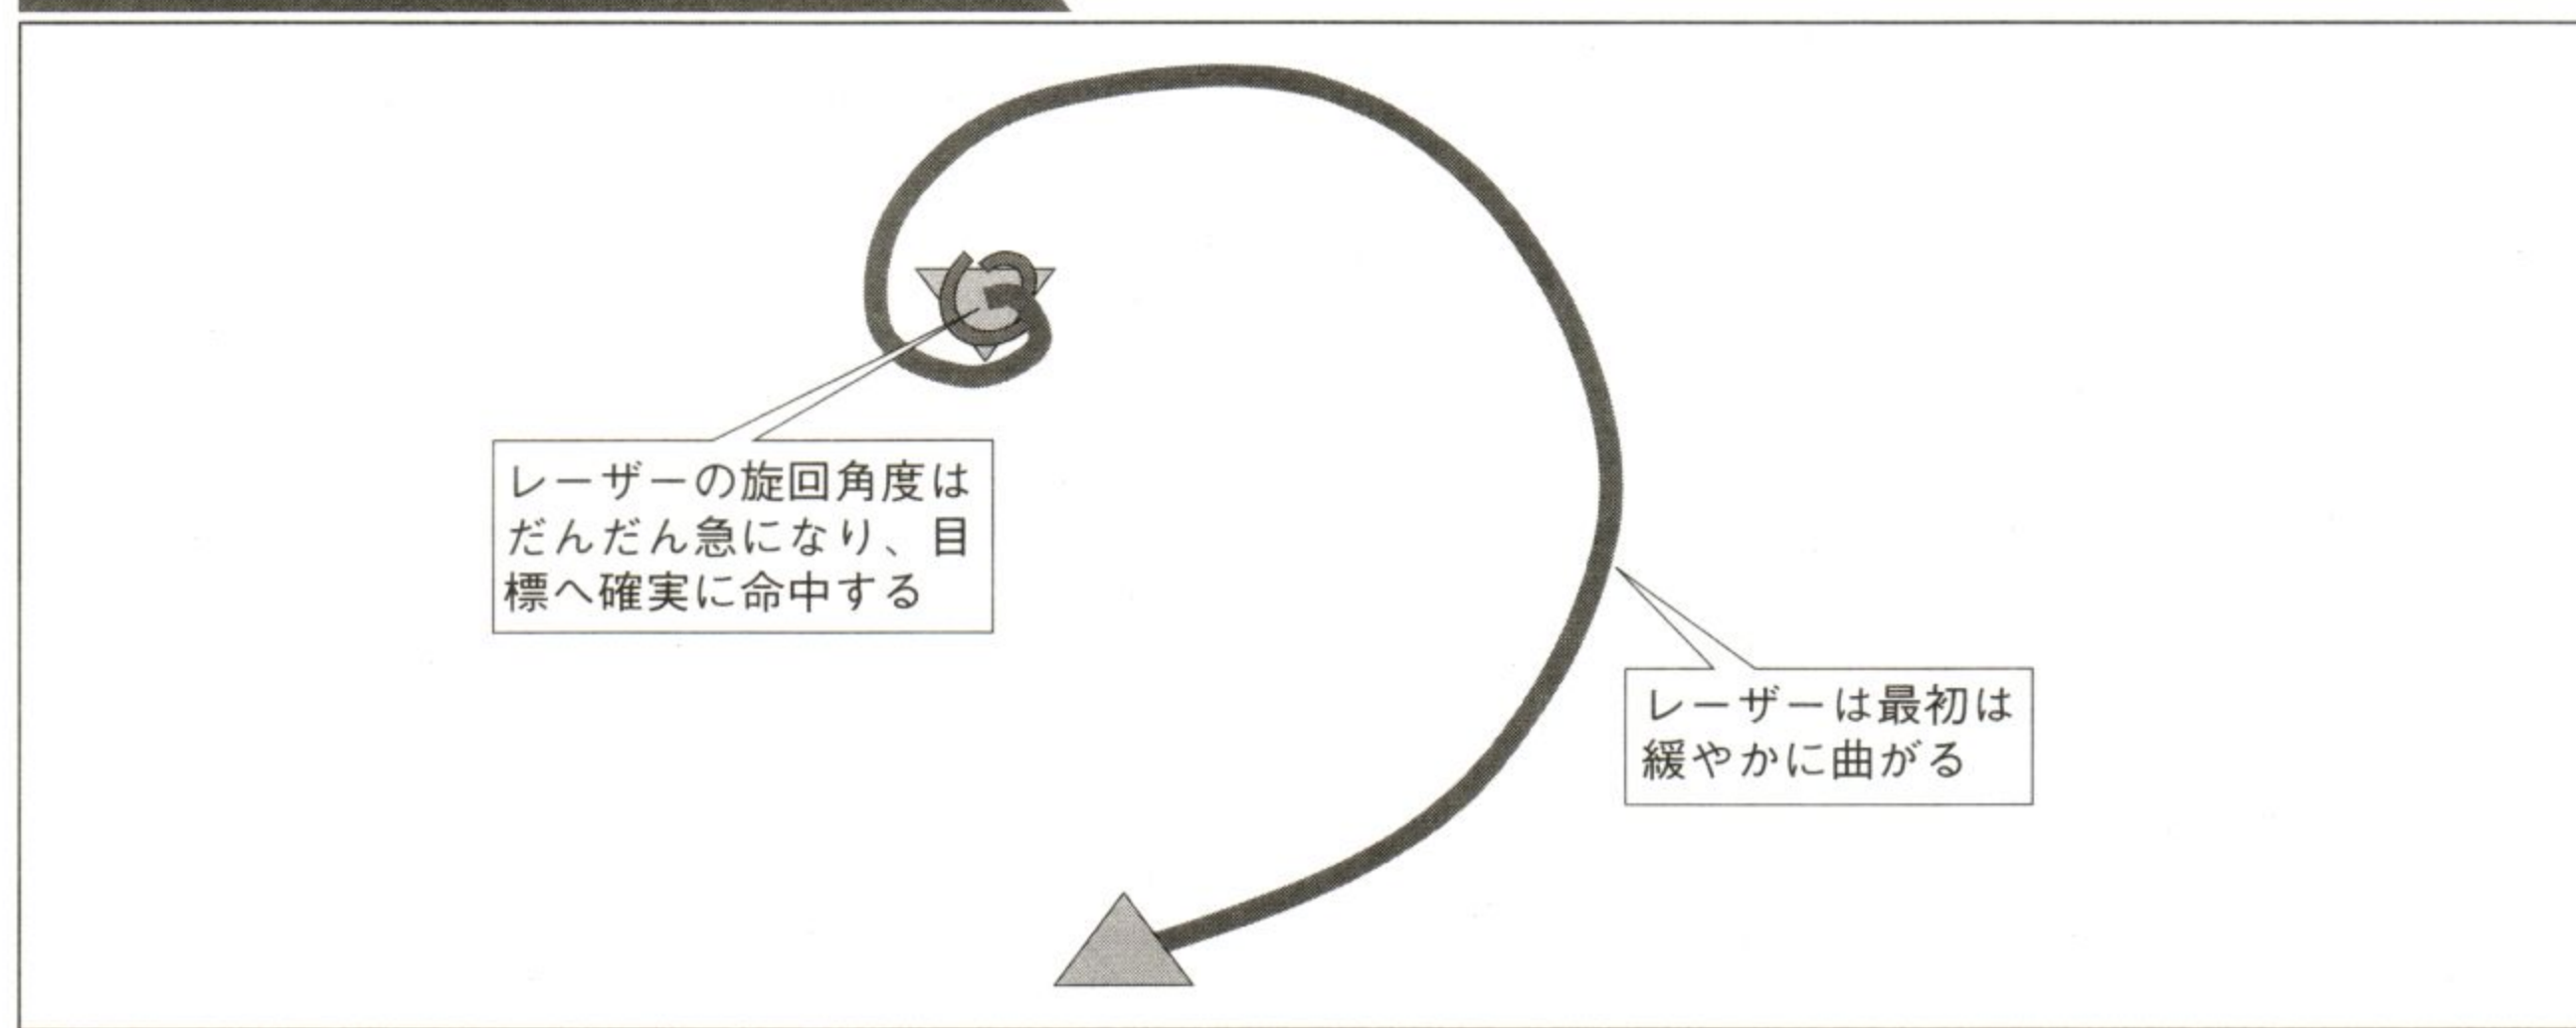 レーザーの旋回角度は
だんだん急になり、目
標へ確実に命中する
レーザーは最初は
緩やかに曲がる